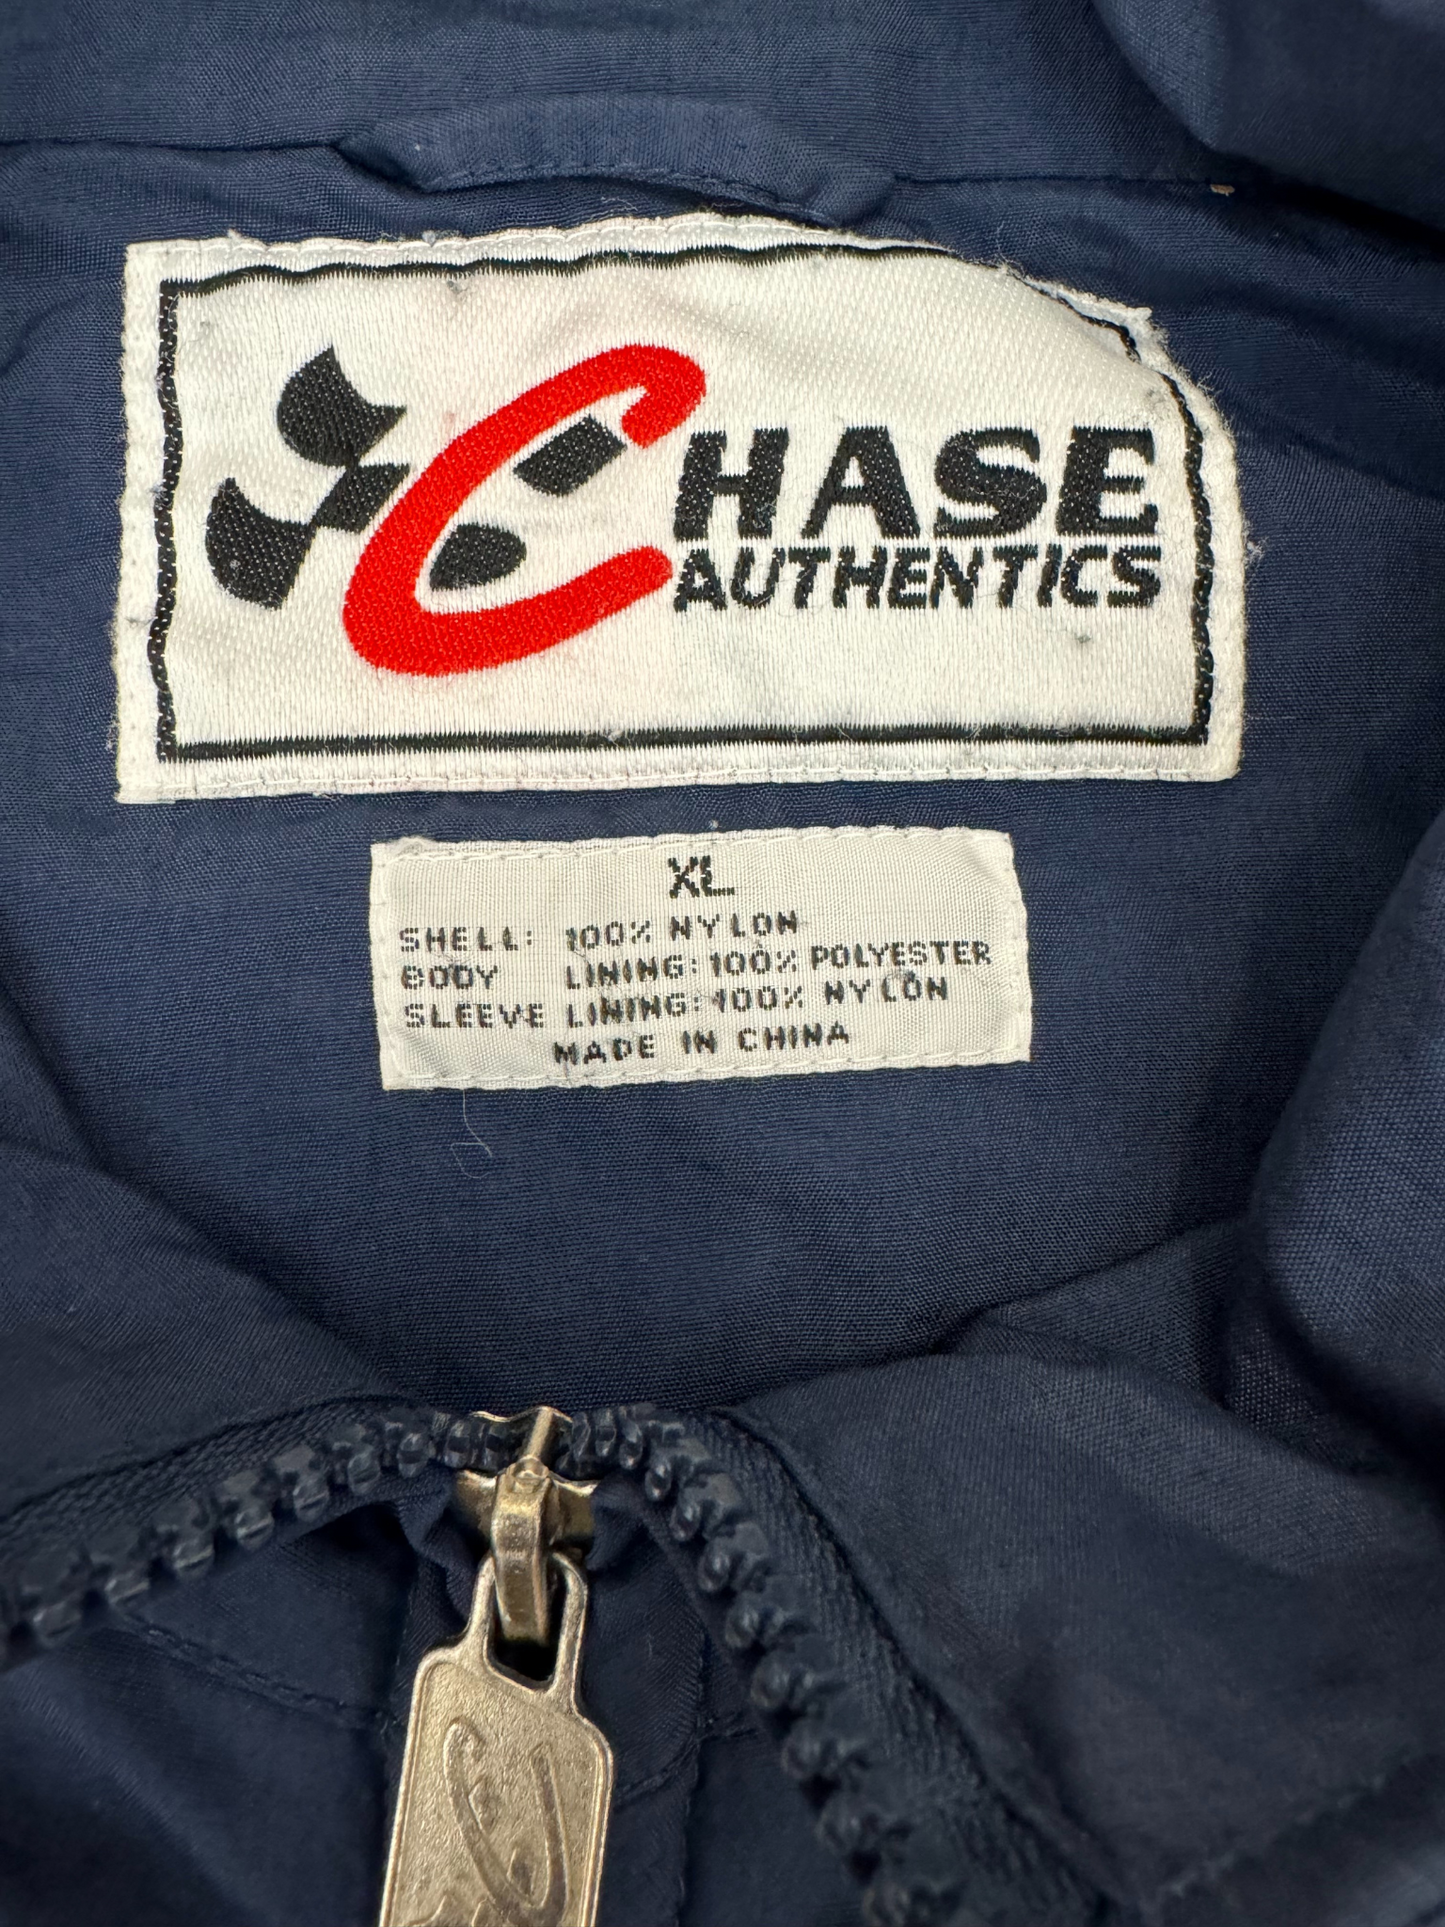 CHASE
AUTHENTICS
XL
SHELL: 100% NYLON
BODY LINING: 100% POLYESTER
SLEEVE LINING: 100% NYLON
MADE IN CHINA